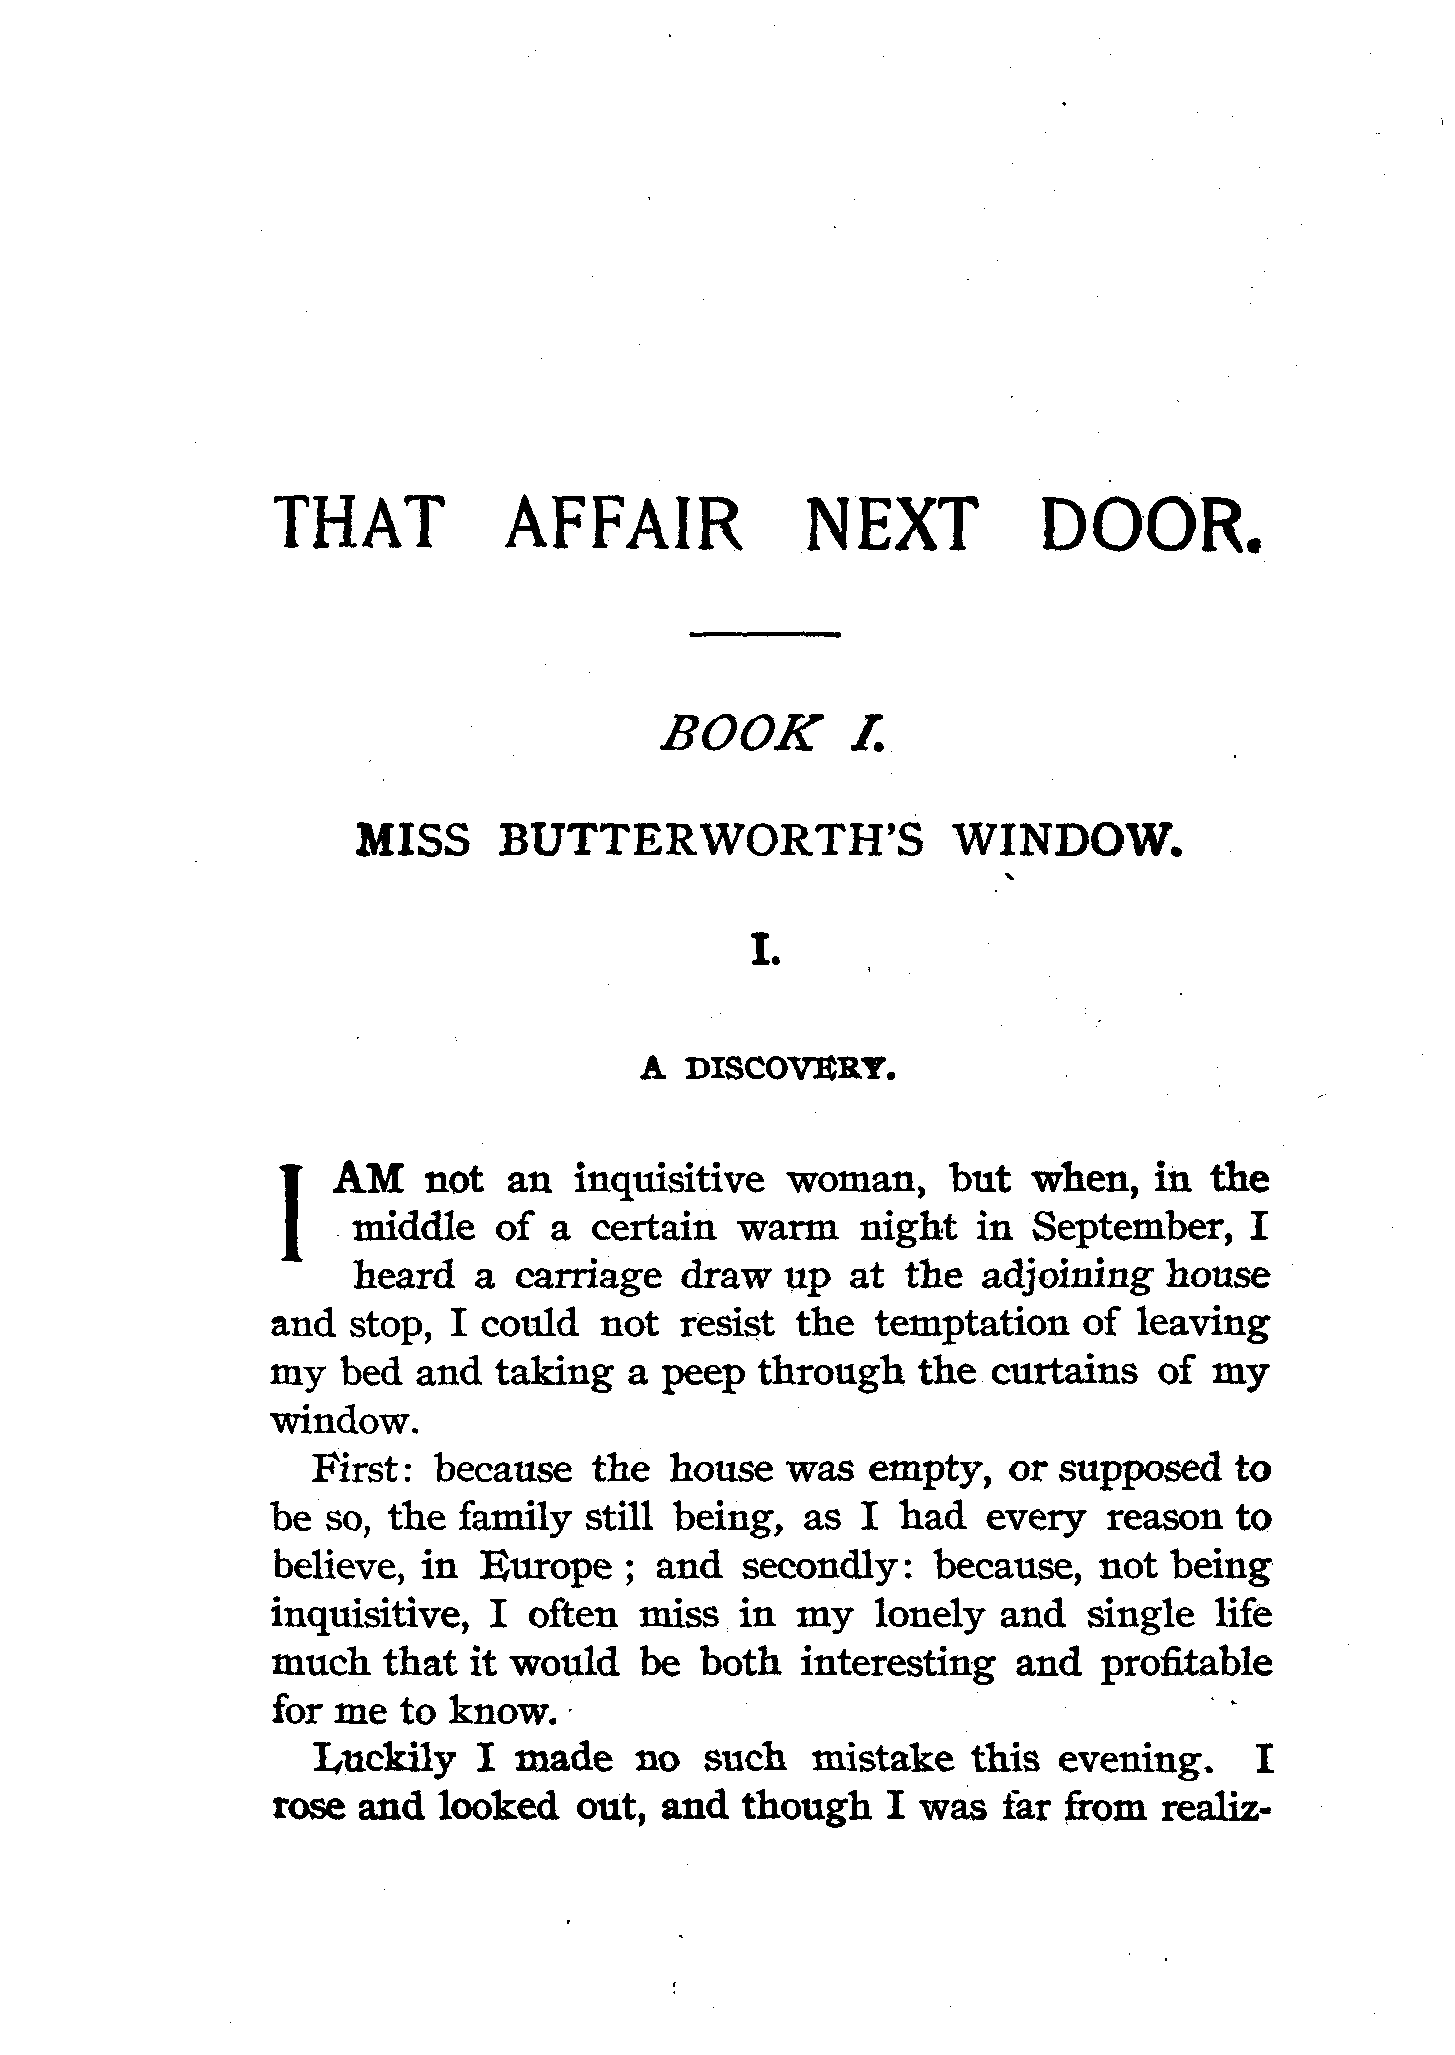 THAT AFFAIR NEXT DOOR.
BOOK I.
MISS BUTTERWORTH'S WINDOW.
I.
A DISCOVERY.
I AM not an inquisitive woman, but when, in the
middle of a certain warm night in September, I
heard a carriage draw up at the adjoining house
and stop, I could not resist the temptation of leaving
my bed and taking a peep through the curtains of my
window.
First: because the house was empty, or supposed to
be so, the family still being, as I had every reason to
believe, in Europe ; and secondly: because, not being
inquisitive, I often miss in my lonely and single life
much that it would be both interesting and profitable
for me to know.
Luckily I made no such mistake this evening. I
rose and looked out, and though I was far from realiz-